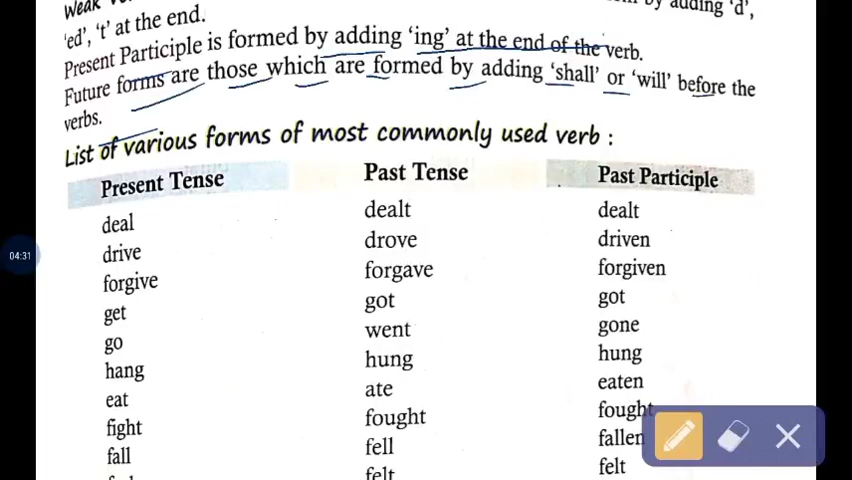 Weak
by adding 'd',
'ed', 't' at the end.
Present Participle is formed by adding 'ing' at the end of the verb.
Future forms are those which are formed by adding 'shall' or 'will' before the
verbs.
List of various forms of most commonly used verb :
Present Tense Past Tense Past Participle
deal dealt dealt
drive drove driven
forgive forgave forgiven
get got got
go went gone
hang hung hung
eat ate eaten
fight fought fought
fall fell fallen
felt felt
04:31